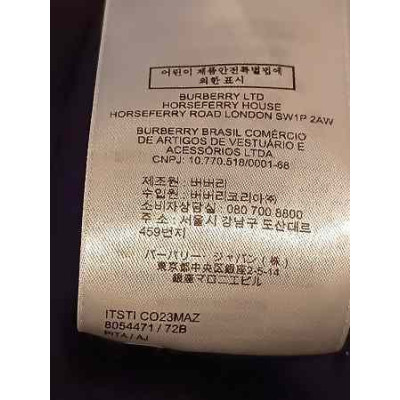 어린이 제품안전특별법에
의한 표시
BURBERRY LTD
HORSEFERRY HOUSE
HORSEFERRY ROAD LONDON SW1P 2AW
BURBERRY BRASIL COMÉRCIO
DE ARTIGOS DE VESTUÁRIO E
ACESSÓRIOS LTDA
CNPJ: 10.770.518/0001-68
제조원 : 버버리
수입원 : 버버리코리아㈜
소비자상담실 : 080 700 8800
주 소 : 서울시 강남구 도산대로
459번지
バーバリー・ジャパン(株)
東京都中央区銀座2-5-14
銀座マロニエビル
ITSTI CO23MAZ
8054471 / 72B
PITA / AJ